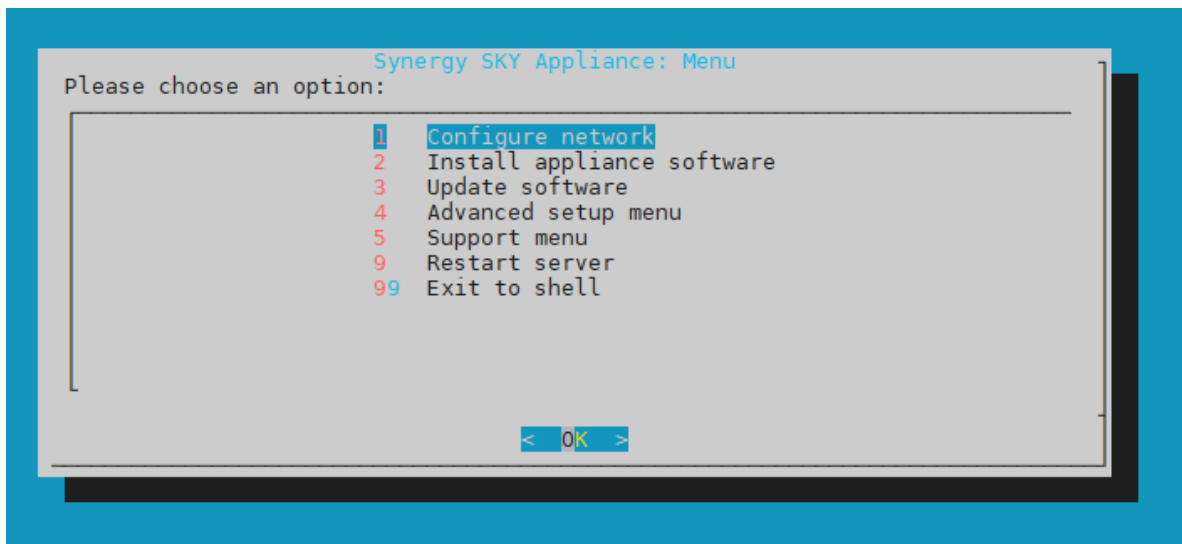 Synergy SKY Appliance: Menu
Please choose an option:
1 Configure network
2 Install appliance software
3 Update software
4 Advanced setup menu
5 Support menu
9 Restart server
99 Exit to shell
< OK >